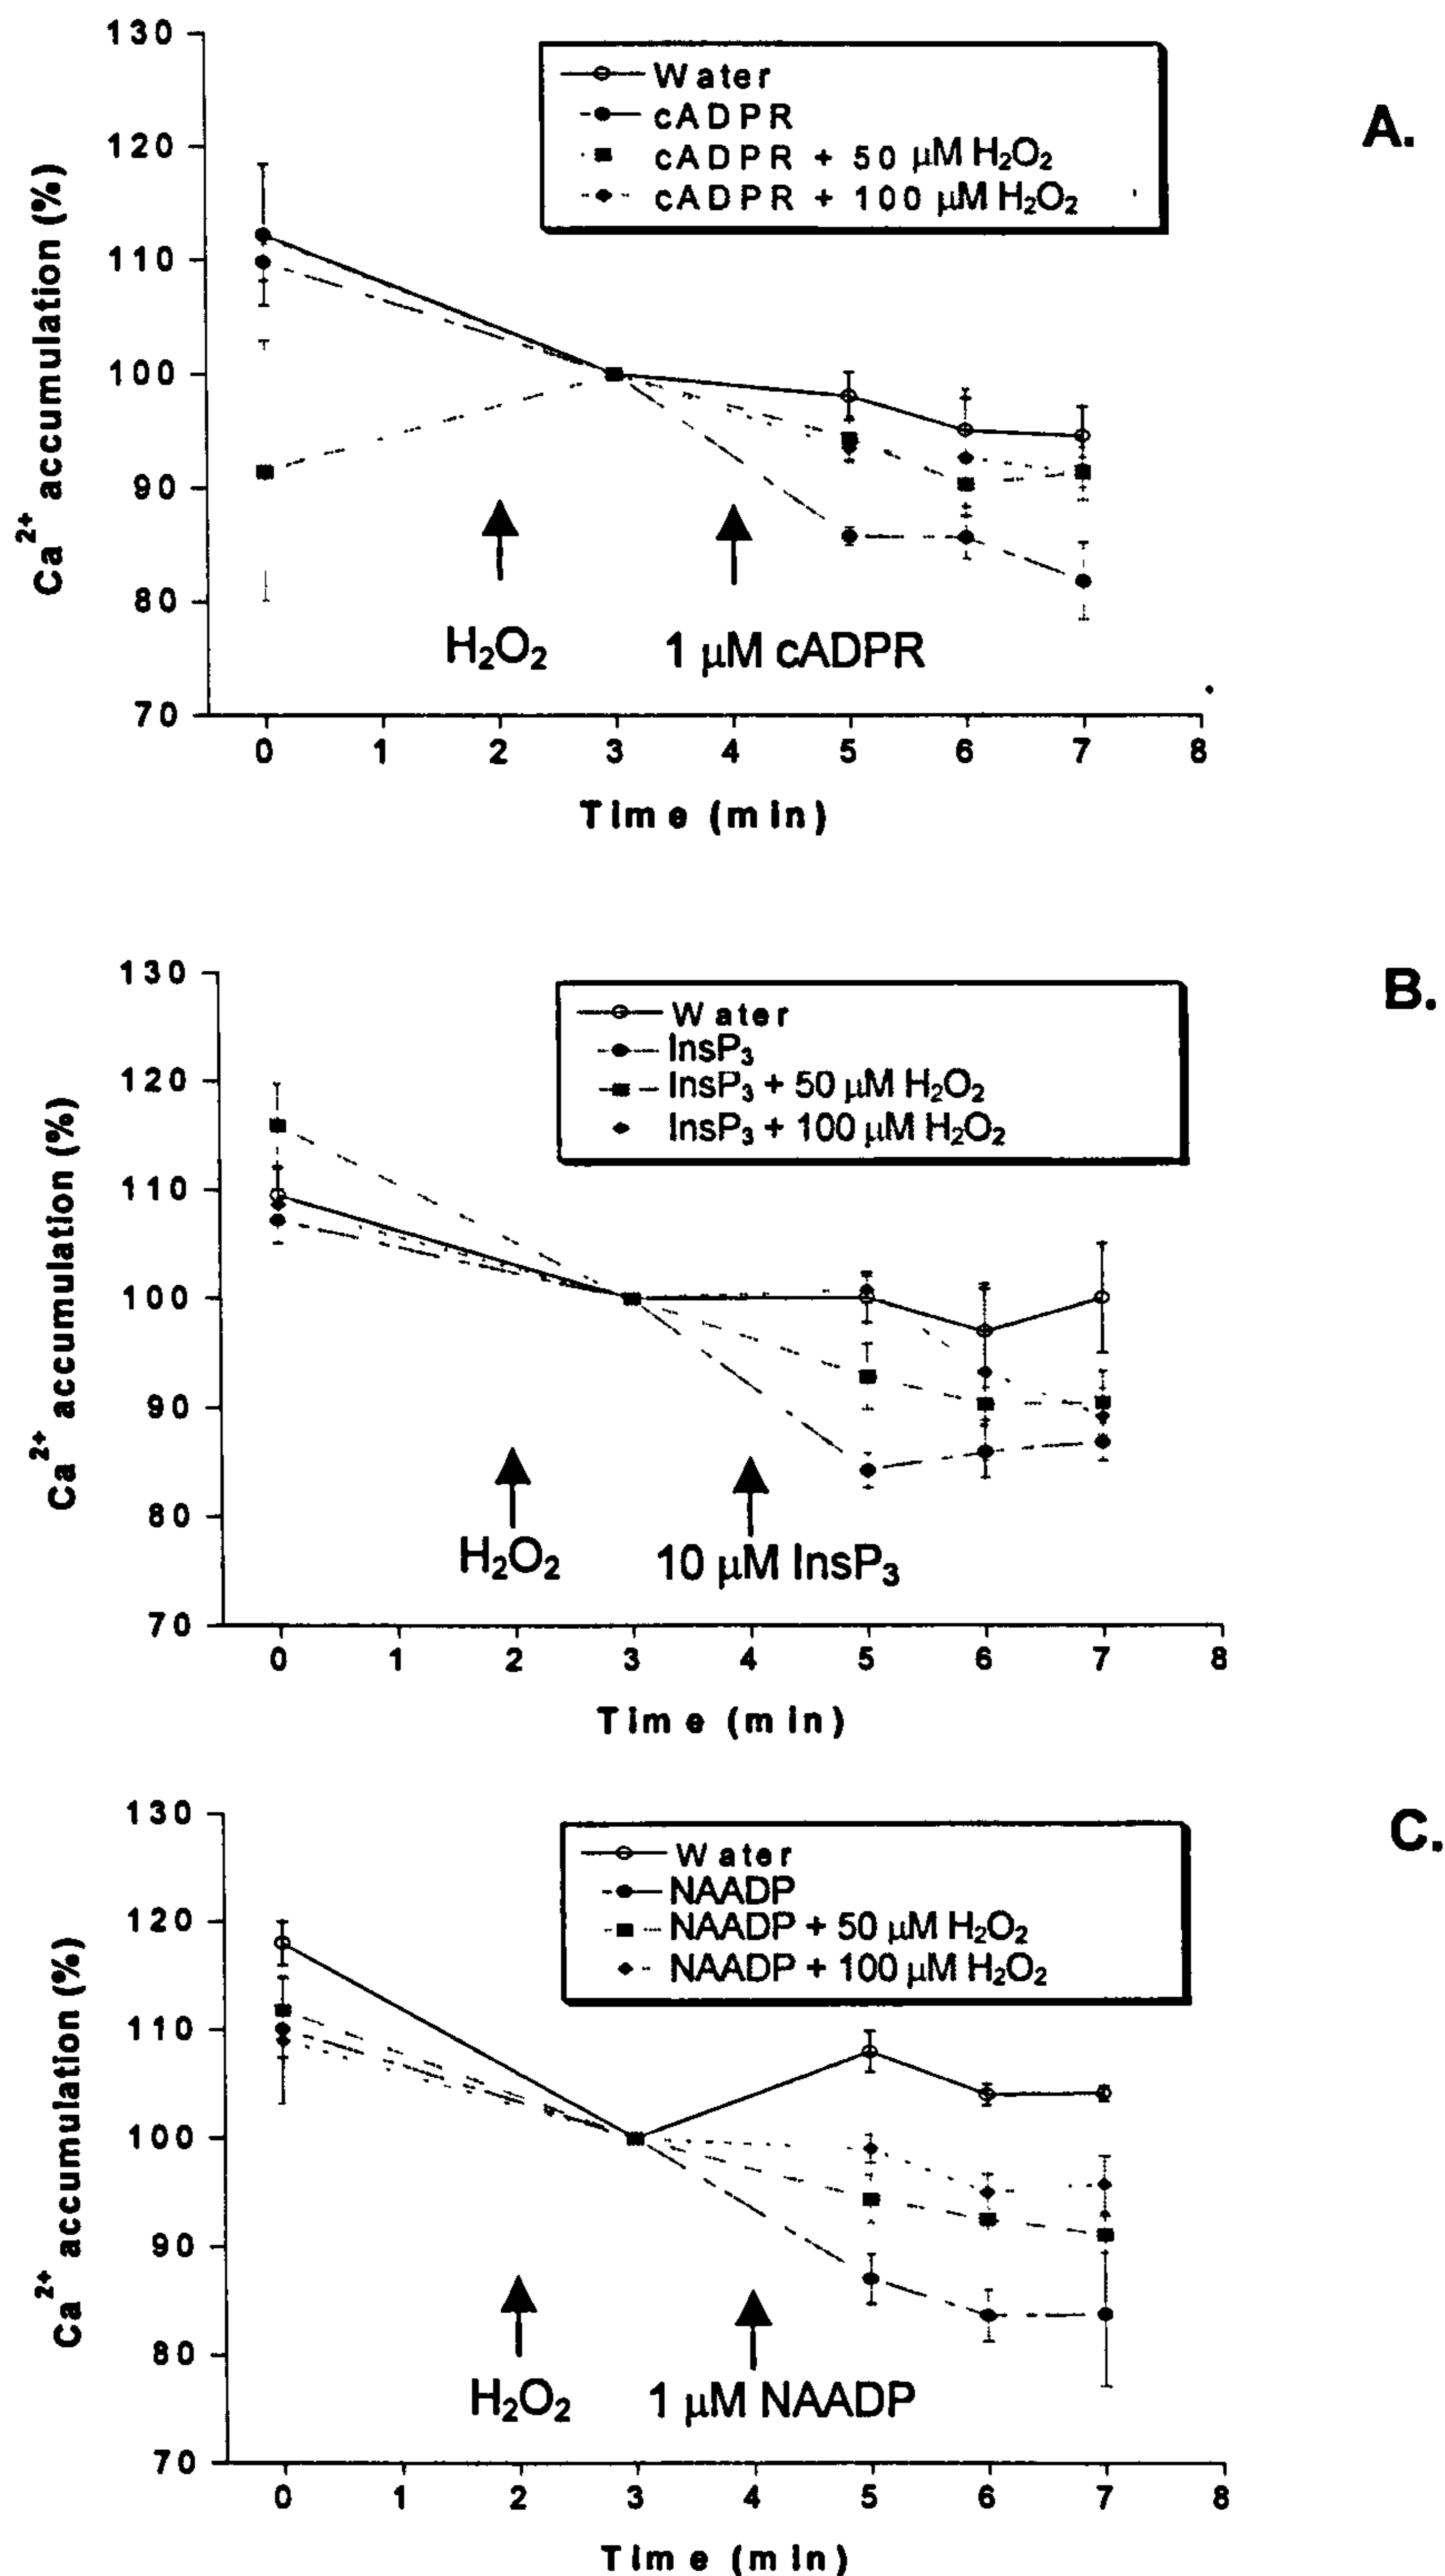 A.
130
120
110
100
90
80
70
Ca²⁺ accumulation (%)
Water
cADPR
cADPR + 50 μM H₂O₂
cADPR + 100 μM H₂O₂
H₂O₂
1 μM cADPR
0 1 2 3 4 5 6 7 8
Time (min)
B.
130
120
110
100
90
80
70
Ca²⁺ accumulation (%)
Water
InsP₃
InsP₃ + 50 μM H₂O₂
InsP₃ + 100 μM H₂O₂
H₂O₂
10 μM InsP₃
0 1 2 3 4 5 6 7 8
Time (min)
C.
130
120
110
100
90
80
70
Ca²⁺ accumulation (%)
Water
NAADP
NAADP + 50 μM H₂O₂
NAADP + 100 μM H₂O₂
H₂O₂
1 μM NAADP
0 1 2 3 4 5 6 7 8
Time (min)